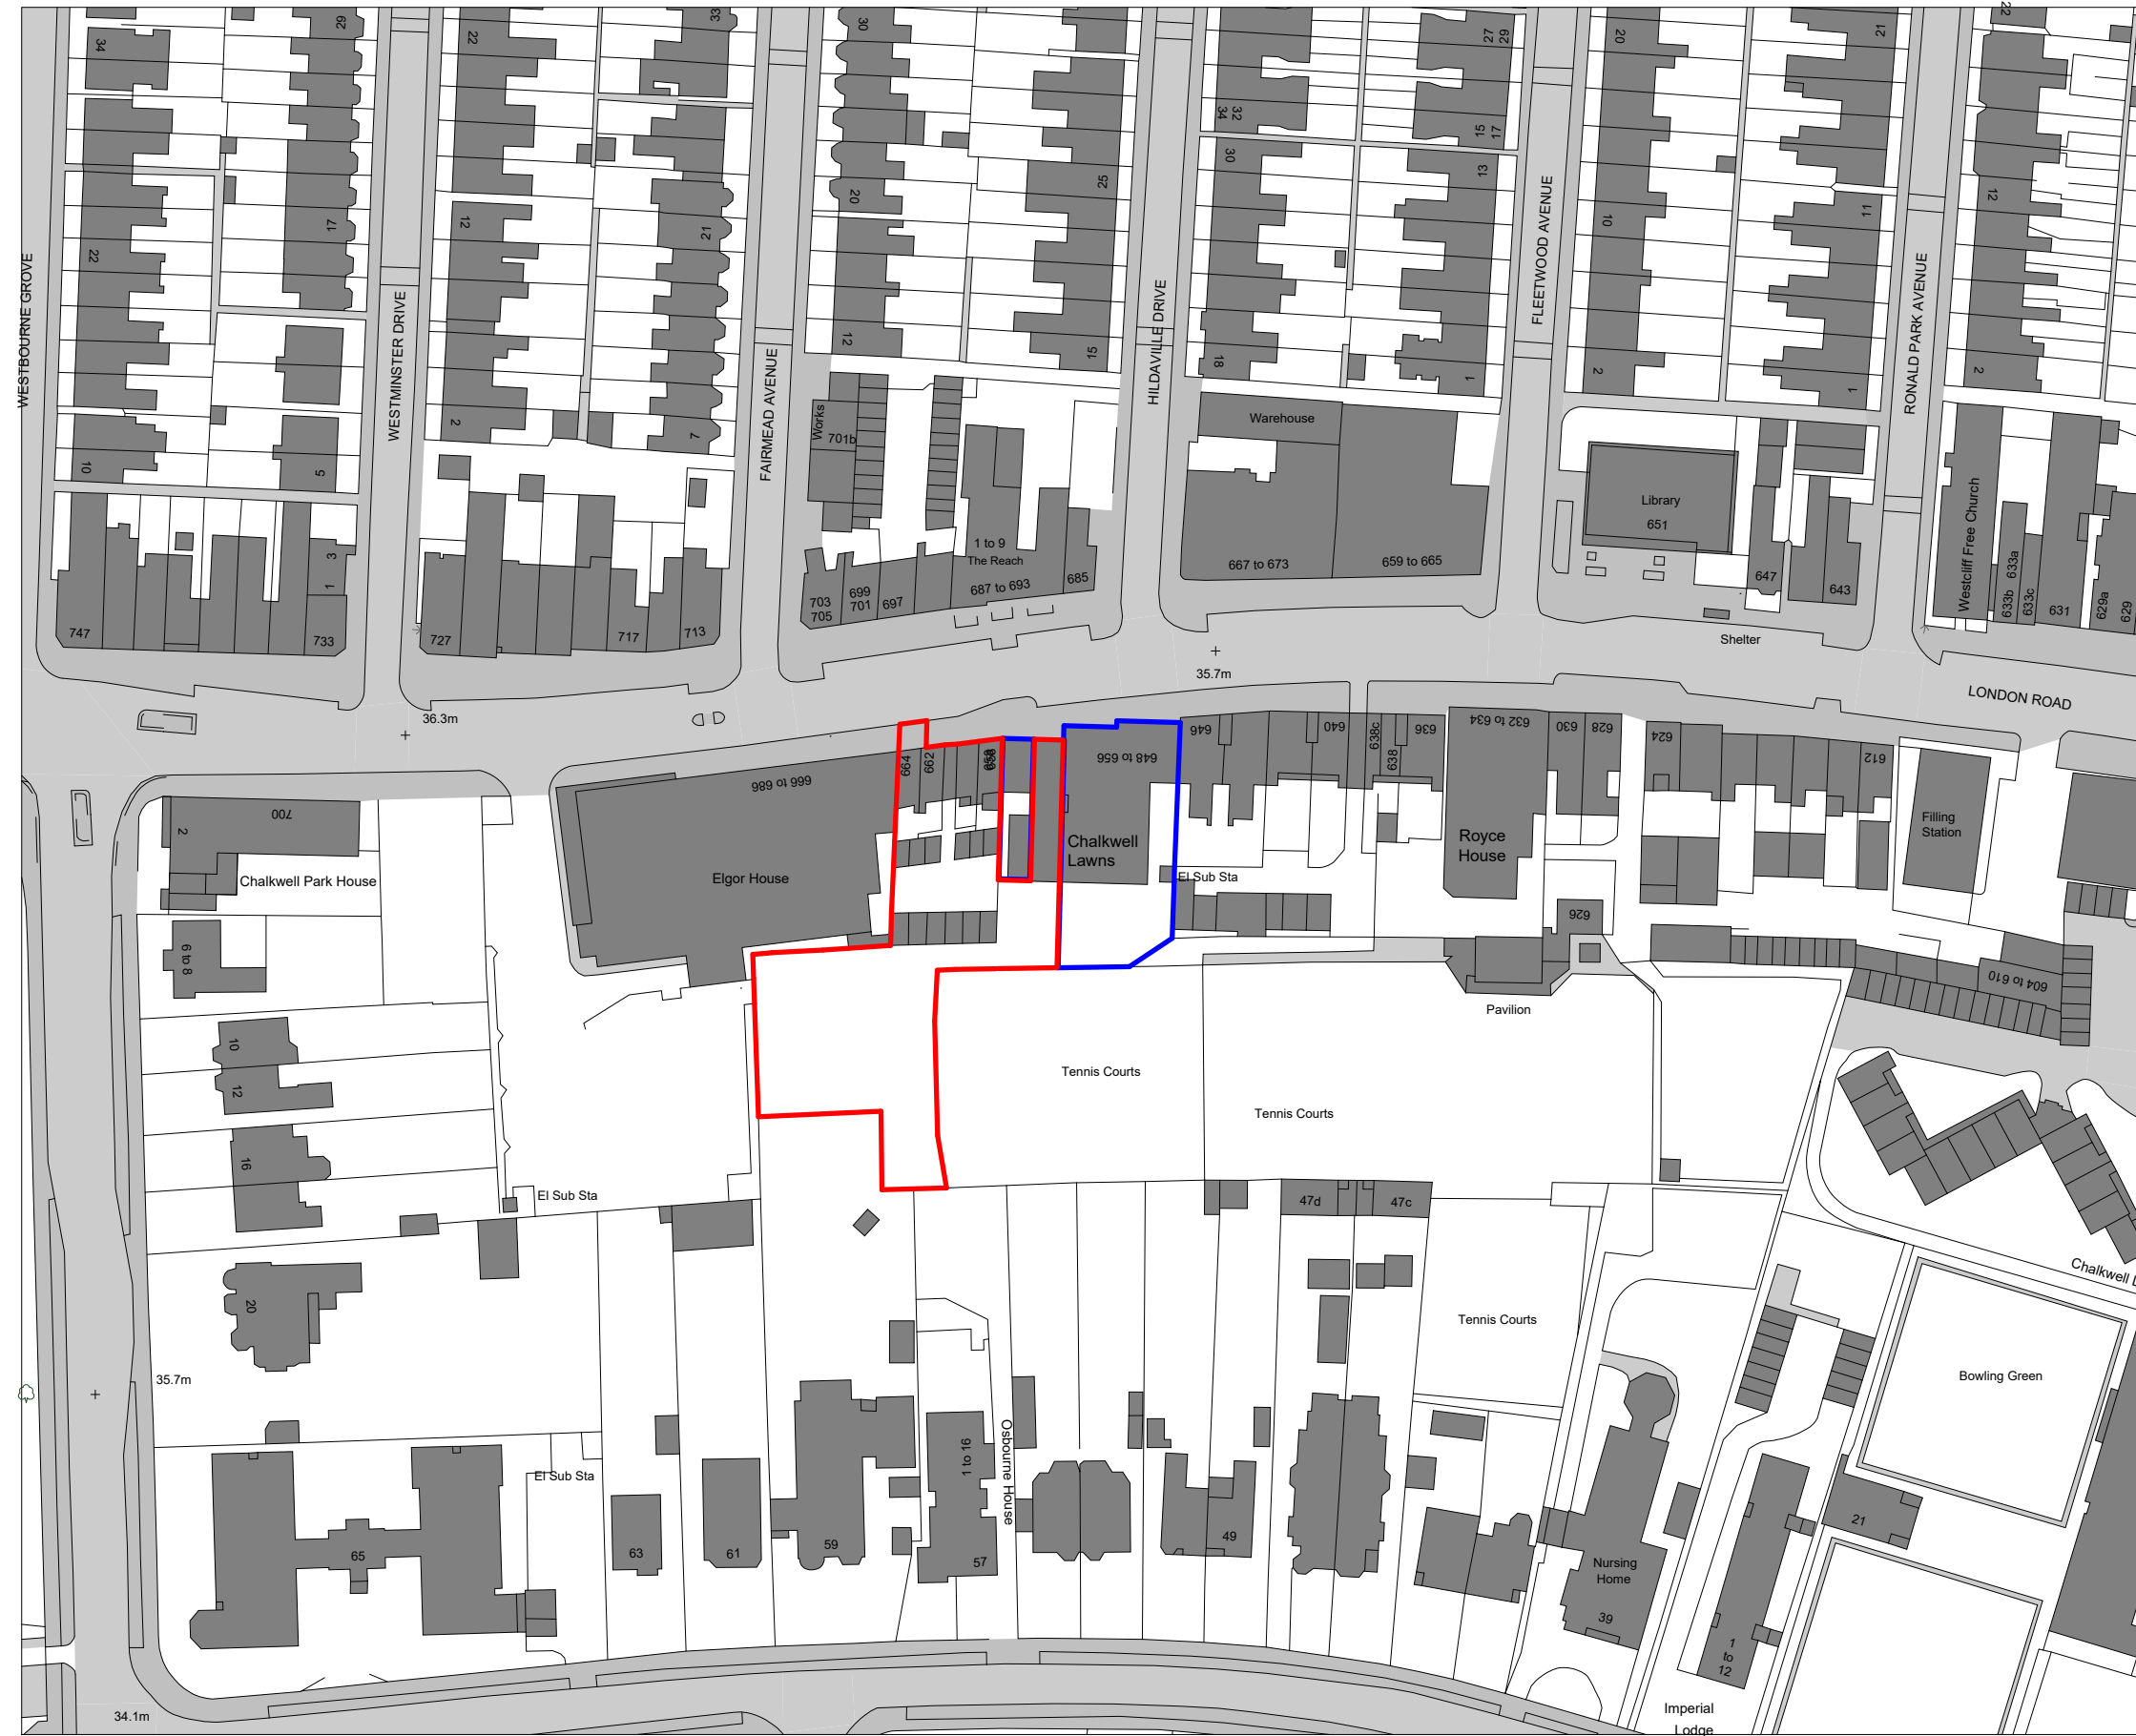 34
29
22
33
30
27
29
20
21
22
34
32
15
17
30
13
25
20
12
22
17
12
21
10
11
12
WESTBOURNE GROVE
WESTMINSTER DRIVE
FAIRMEAD AVENUE
HILDAVILLE DRIVE
FLEETWOOD AVENUE
RONALD PARK AVENUE
15
18
1
2
1
2
2
7
10
5
Works
701b
Warehouse
Library
651
Westcliff Free Church
1 to 9
The Reach
687 to 693
685
667 to 673
659 to 665
647
643
633a
633b
633c
631
629a
629
747
1
3
733
727
717
713
703
705
699
701
697
Shelter
35.7m
36.3m
LONDON ROAD
664
662
666 to 686
648 to 656
646
640
638c
638
636
632 to 634
630
628
624
612
700
2
Chalkwell Park House
Elgor House
Chalkwell
Lawns
El Sub Sta
Royce
House
Filling
Station
626
6 to 8
604 to 610
Pavilion
10
12
16
Tennis Courts
Tennis Courts
El Sub Sta
47d
47c
20
Tennis Courts
35.7m
Bowling Green
El Sub Sta
1 to 16
Osbourne House
65
63
61
59
57
49
21
Nursing
Home
39
1
to
12
Imperial
Lodge
34.1m